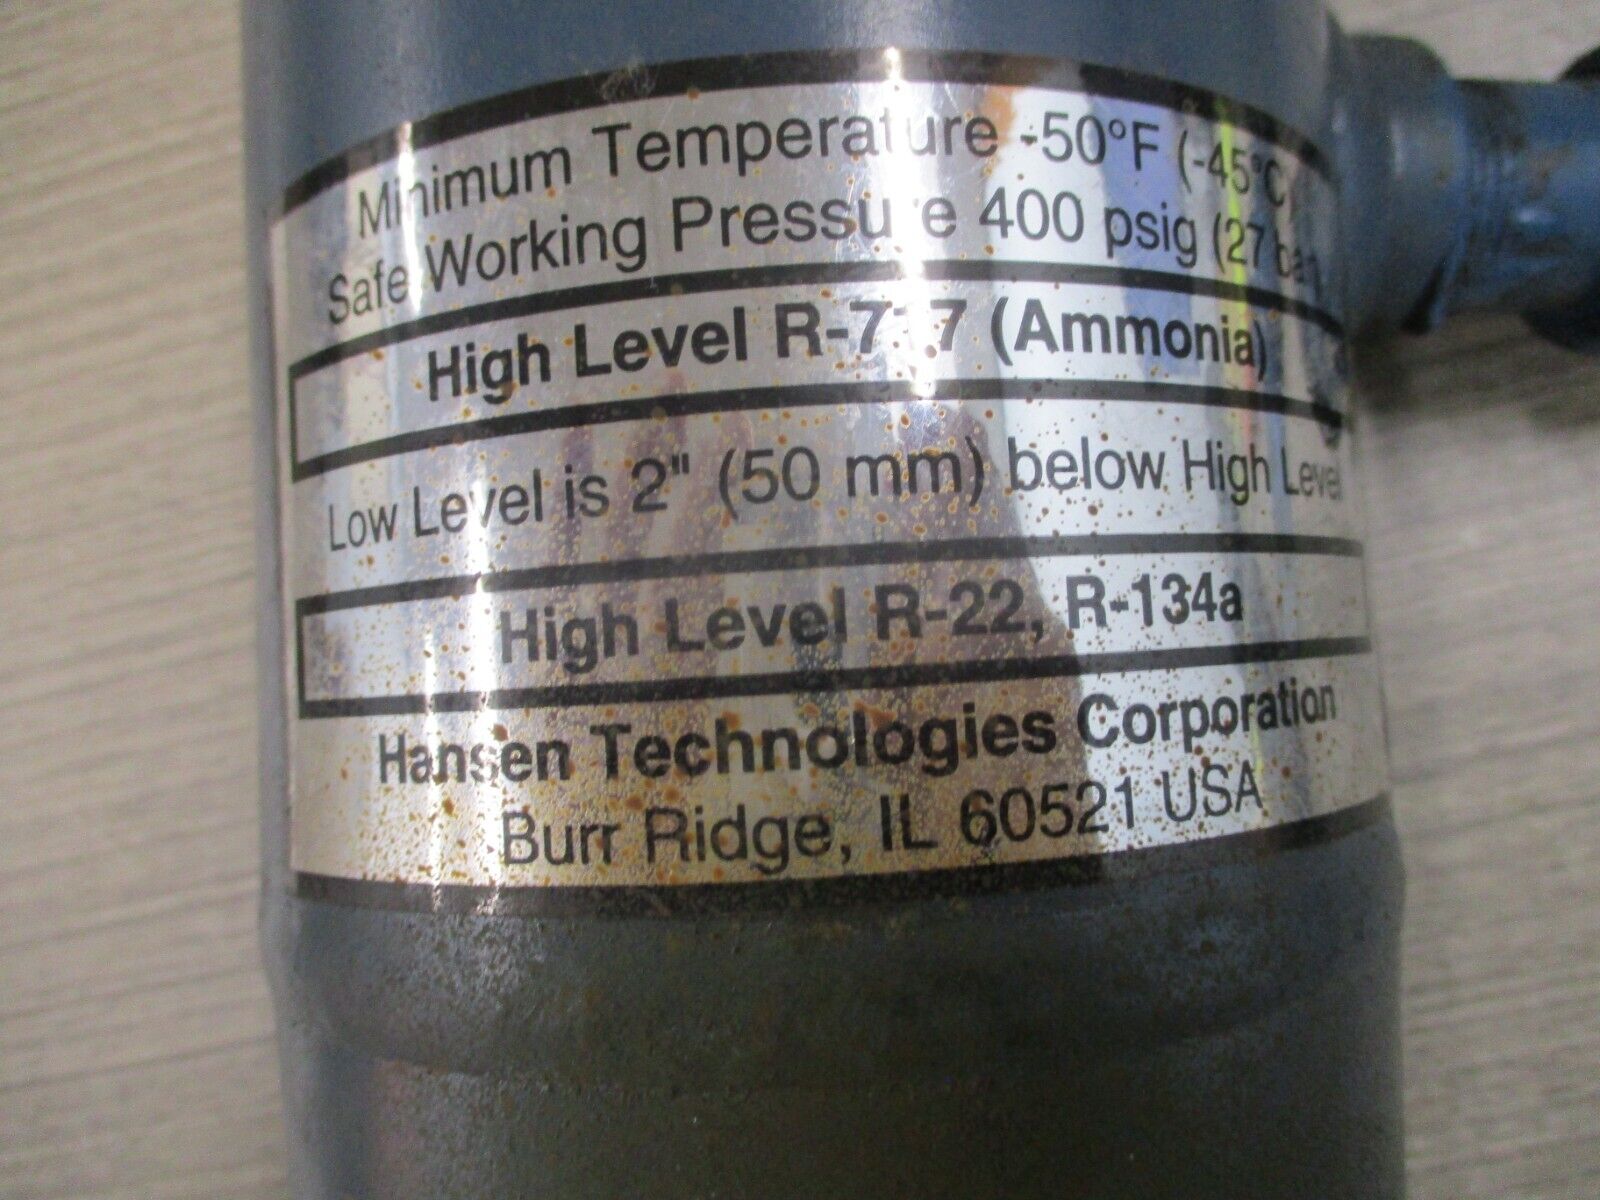 Minimum Temperature -50°F (-45°C)
Safe Working Pressure 400 psig (27 bar)
High Level R-717 (Ammonia)
Low Level is 2" (50 mm) below High Level
High Level R-22, R-134a
Hansen Technologies Corporation
Burr Ridge, IL 60521 USA